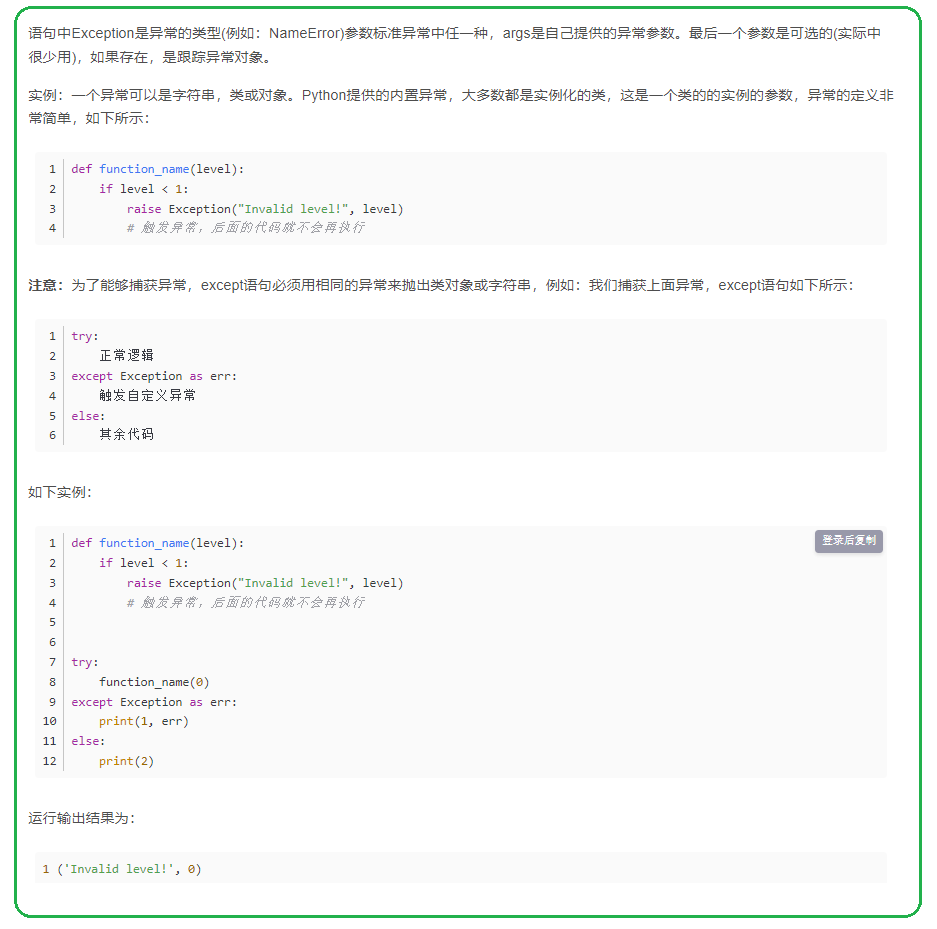 语句中Exception是异常的类型(例如：NameError)参数标准异常中任一种，args是自己提供的异常参数。最后一个参数是可选的(实际中
很少用)，如果存在，是跟踪异常对象。
实例：一个异常可以是字符串，类或对象。Python提供的内置异常，大多数都是实例化的类，这是一个类的的实例的参数，异常的定义非
常简单，如下所示：
1 def function_name(level):
2     if level < 1:
3         raise Exception("Invalid level!", level)
4         # 触发异常，后面的代码就不会再执行
注意：为了能够捕获异常，except语句必须用相同的异常来抛出类对象或字符串，例如：我们捕获上面异常，except语句如下所示：
1 try:
2     正常逻辑
3 except Exception as err:
4     触发自定义异常
5 else:
6     其余代码
如下实例：
登录后复制
1 def function_name(level):
2     if level < 1:
3         raise Exception("Invalid level!", level)
4         # 触发异常，后面的代码就不会再执行
5
6
7 try:
8     function_name(0)
9 except Exception as err:
10     print(1, err)
11 else:
12     print(2)
运行输出结果为：
1 ('Invalid level!', 0)